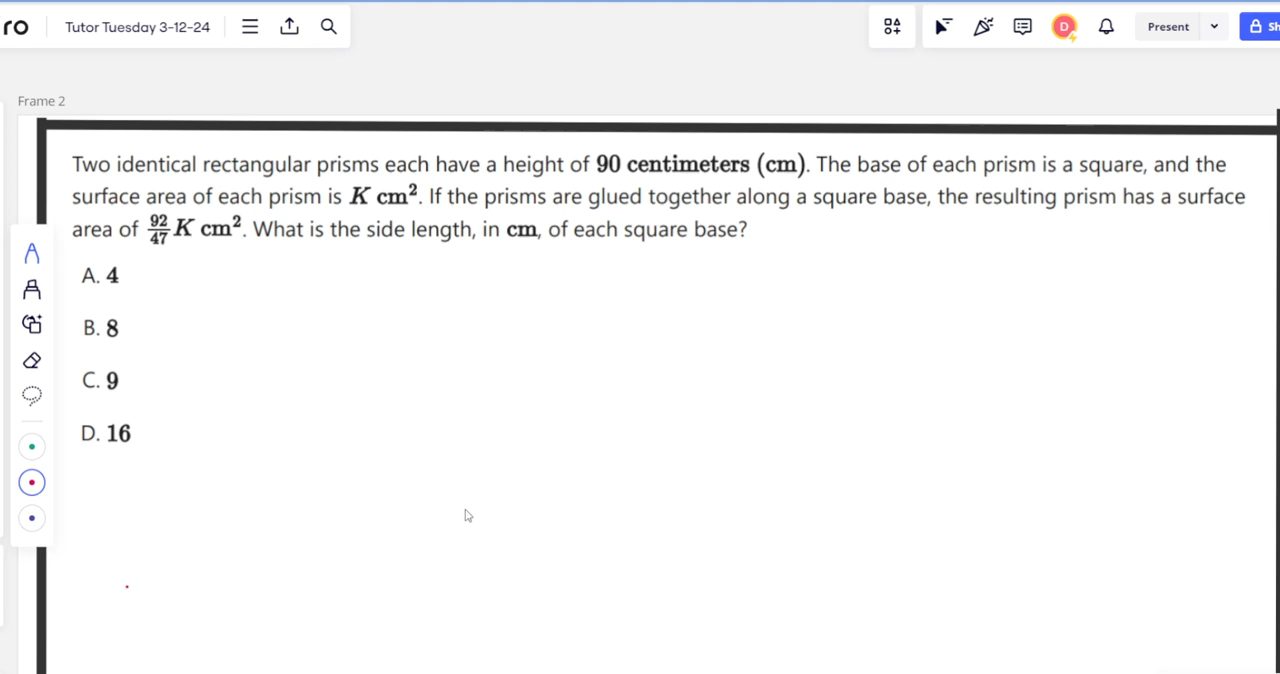 ro Tutor Tuesday 3-12-24 D Present Sh
Frame 2
Two identical rectangular prisms each have a height of 90 centimeters (cm). The base of each prism is a square, and the
surface area of each prism is K cm². If the prisms are glued together along a square base, the resulting prism has a surface
area of 92/47 K cm². What is the side length, in cm, of each square base?
A. 4
B. 8
C. 9
D. 16